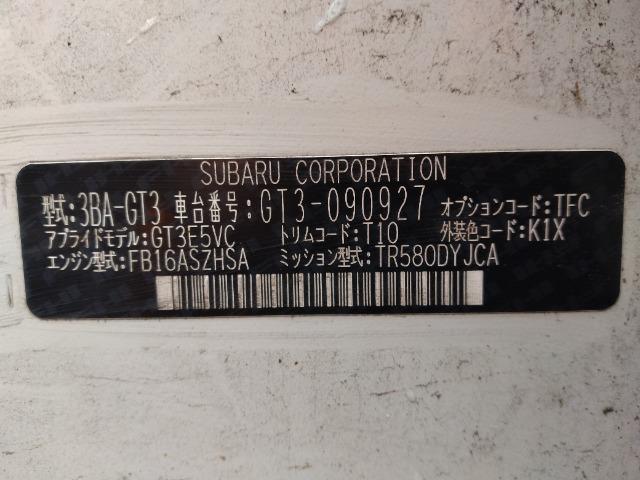 SUBARU CORPORATION
型式:3BA-GT3 車台番号:GT3-090927 オプションコード:TFC
アプライドモデル:GT3E5VC トリムコード:T10 外装色コード:K1X
エンジン型式:FB16ASZHSA ミッション型式:TR580DYJCA